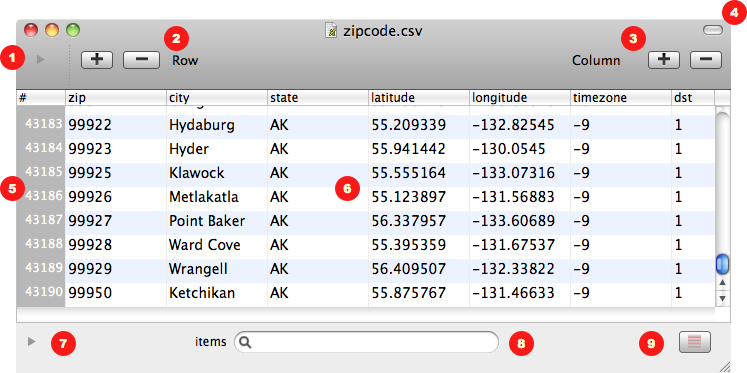 4
zipcode.csv
1 2 Row Column 3
# zip city state latitude longitude timezone dst
43183 99922 Hydaburg AK 55.209339 -132.82545 -9 1
43184 99923 Hyder AK 55.941442 -130.0545 -9 1
43185 99925 Klawock AK 55.555164 -133.07316 -9 1
5 43186 99926 Metlakatla AK 6 55.123897 -131.56883 -9 1
43187 99927 Point Baker AK 56.337957 -133.60689 -9 1
43188 99928 Ward Cove AK 55.395359 -131.67537 -9 1
43189 99929 Wrangell AK 56.409507 -132.33822 -9 1
43190 99950 Ketchikan AK 55.875767 -131.46633 -9 1
7 items 8 9